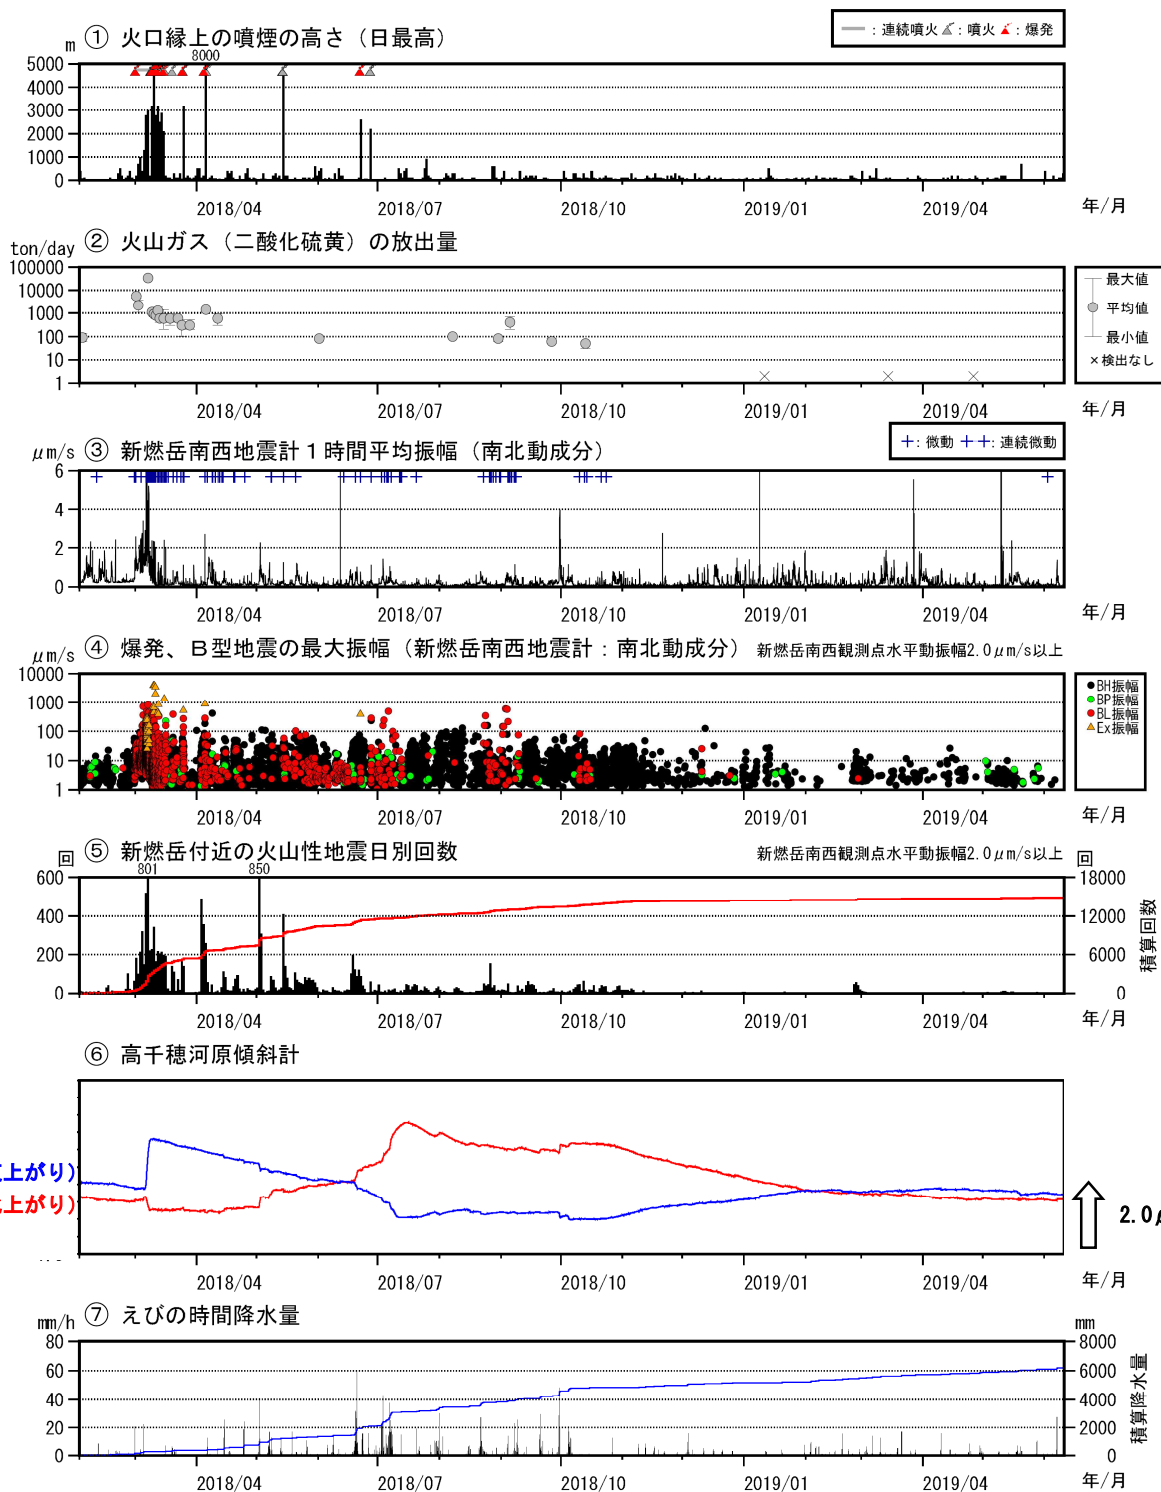 ① 火口縁上の噴煙の高さ（日最高）
━ : 連続噴火 : 噴火 : 爆発
m
8000
5000
4000
3000
2000
1000
0
2018/04 2018/07 2018/10 2019/01 2019/04 年/月
ton/day ② 火山ガス（二酸化硫黄）の放出量
100000
10000
1000
100
10
1
最大値
平均値
最小値
×検出なし
2018/04 2018/07 2018/10 2019/01 2019/04 年/月
μm/s ③ 新燃岳南西地震計１時間平均振幅（南北動成分）
＋: 微動 ＋＋: 連続微動
6
4
2
0
2018/04 2018/07 2018/10 2019/01 2019/04 年/月
μm/s ④ 爆発、Ｂ型地震の最大振幅（新燃岳南西地震計：南北動成分） 新燃岳南西観測点水平動振幅2.0μm/s以上
10000
1000
100
10
1
BH振幅
BP振幅
BL振幅
Ex振幅
2018/04 2018/07 2018/10 2019/01 2019/04 年/月
回 ⑤ 新燃岳付近の火山性地震日別回数 新燃岳南西観測点水平動振幅2.0μm/s以上 回
801 850
600 18000
400 12000
200 6000
0 0
積算回数
2018/04 2018/07 2018/10 2019/01 2019/04 年/月
⑥ 高千穂河原傾斜計
上がり)
上がり)
2.0
2018/04 2018/07 2018/10 2019/01 2019/04 年/月
mm/h ⑦ えびの時間降水量 mm
80 8000
60 6000
40 4000
20 2000
0 0
積算降水量
2018/04 2018/07 2018/10 2019/01 2019/04 年/月